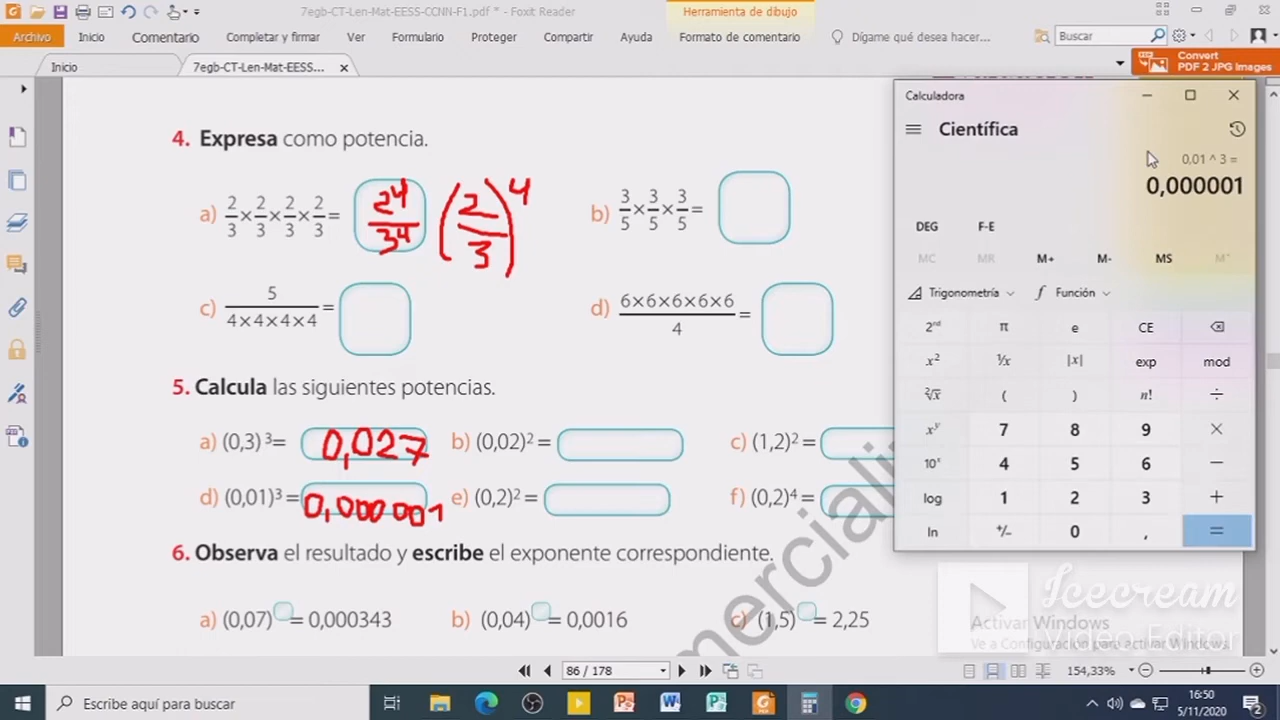 7egb-CT-Len-Mat-EESS-CCNN-F1.pdf * - Foxit Reader
Herramienta de dibujo
Archivo Inicio Comentario Completar y firmar Ver Formulario Proteger Compartir Ayuda Formato de comentario Dígame qué desea hacer... Buscar
Inicio 7egb-CT-Len-Mat-EESS-... x
Convert
PDF 2 JPG Images
4. Expresa como potencia.
a) 2/3 × 2/3 × 2/3 × 2/3 = 2⁴/3⁴ (2/3)⁴ b) 3/5 × 3/5 × 3/5 =
c) 5/(4×4×4×4) = d) (6×6×6×6×6)/4 =
5. Calcula las siguientes potencias.
a) (0,3)³ = 0,027 b) (0,02)² = c) (1,2)² =
d) (0,01)³ = 0,000001 e) (0,2)² = f) (0,2)⁴ =
6. Observa el resultado y escribe el exponente correspondiente.
a) (0,07) = 0,000343 b) (0,04) = 0,0016 c) (1,5) = 2,25
erciali
Calculadora
Científica
0,01 ^ 3 =
0,000001
DEG F-E
MC MR M+ M- MS M˅
Trigonometría Función
2ⁿᵈ π e CE
x² ¹/x |x| exp mod
²√x ( ) n! ÷
xʸ 7 8 9 ×
10ˣ 4 5 6 −
log 1 2 3 +
ln +/− 0 , =
Icecream
Video Editor
Activar Windows
Ve a Configuración para activar Windows.
86 / 178 154,33%
Escribe aquí para buscar
16:50
5/11/2020
2